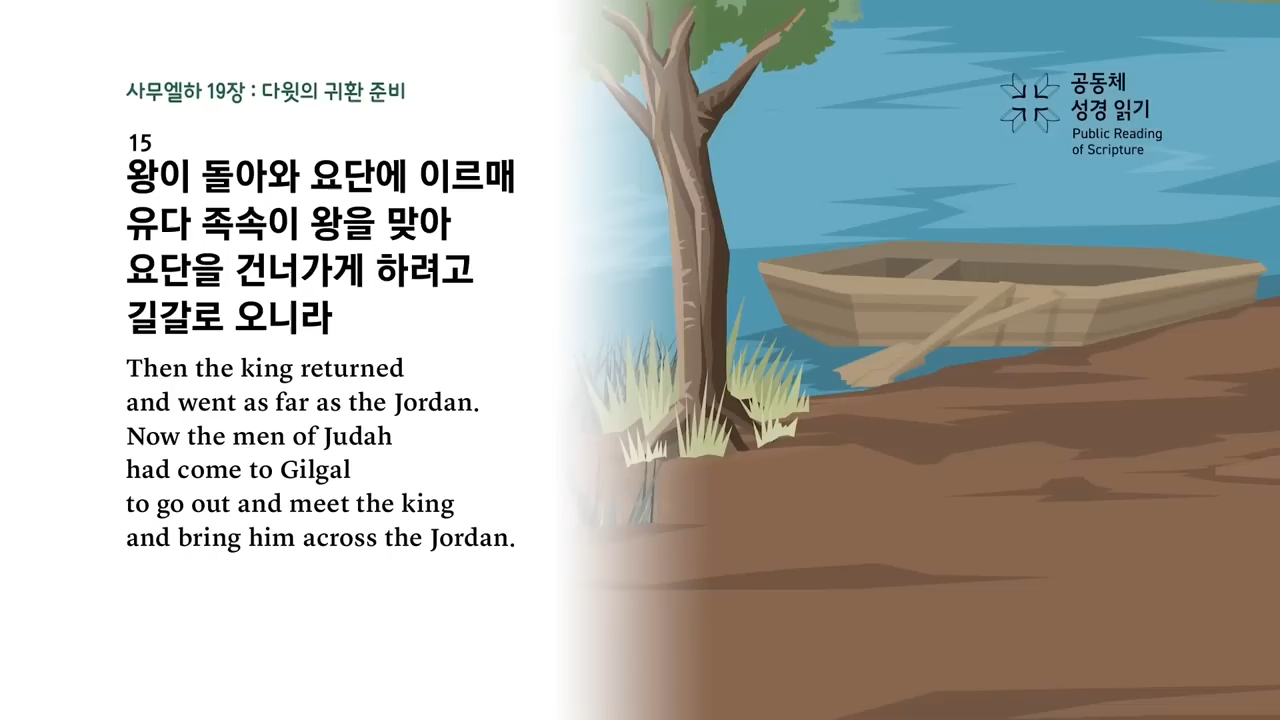 사무엘하 19장 : 다윗의 귀환 준비
15
왕이 돌아와 요단에 이르매
유다 족속이 왕을 맞아
요단을 건너가게 하려고
길갈로 오니라
Then the king returned
and went as far as the Jordan.
Now the men of Judah
had come to Gilgal
to go out and meet the king
and bring him across the Jordan.
공동체
성경 읽기
Public Reading
of Scripture